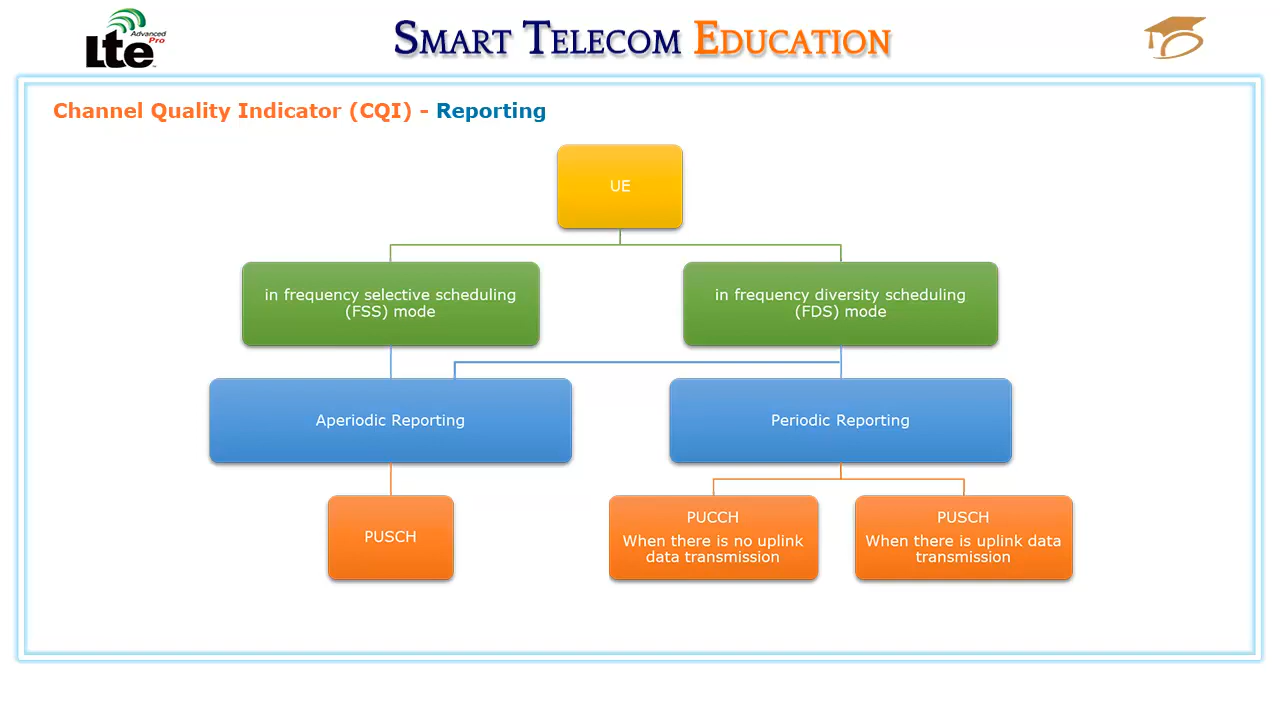 Lte Advanced Pro
SMART TELECOM EDUCATION
Channel Quality Indicator (CQI) - Reporting
UE
in frequency selective scheduling
(FSS) mode
in frequency diversity scheduling
(FDS) mode
Aperiodic Reporting
Periodic Reporting
PUSCH
PUCCH
When there is no uplink
data transmission
PUSCH
When there is uplink data
transmission